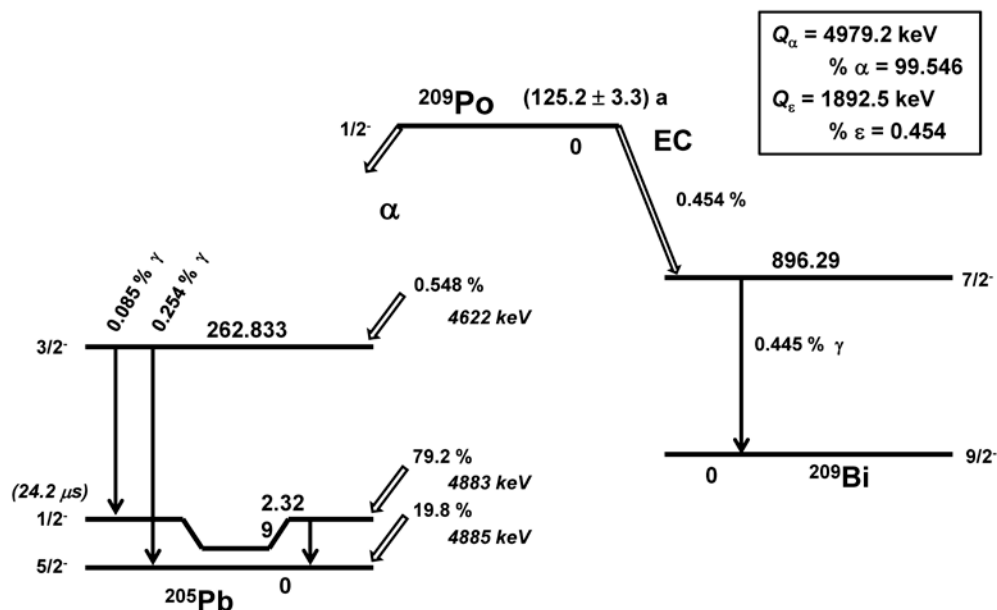 Qα = 4979.2 keV
% α = 99.546
Qε = 1892.5 keV
% ε = 0.454
²⁰⁹Po (125.2 ± 3.3) a
1/2⁻
0
EC
α
0.454 %
0.085 % γ
0.254 % γ
0.548 %
4622 keV
896.29
7/2⁻
262.833
3/2⁻
0.445 % γ
79.2 %
4883 keV
9/2⁻
0
²⁰⁹Bi
(24.2 μs)
1/2⁻
2.32
9
19.8 %
4885 keV
5/2⁻
0
²⁰⁵Pb